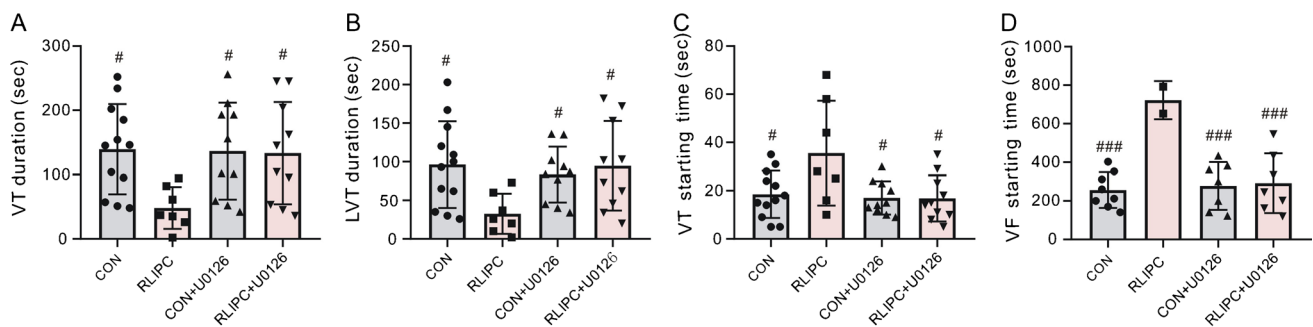 A
VT duration (sec)
300
200
100
0
# # #
CON
RLIPC
CON+U0126
RLIPC+U0126
B
LVT duration (sec)
250
200
150
100
50
0
# # #
CON
RLIPC
CON+U0126
RLIPC+U0126
C
VT starting time (sec)
80
60
40
20
0
# # #
CON
RLIPC
CON+U0126
RLIPC+U0126
D
VF starting time (sec)
1000
800
600
400
200
0
### ### ###
CON
RLIPC
CON+U0126
RLIPC+U0126